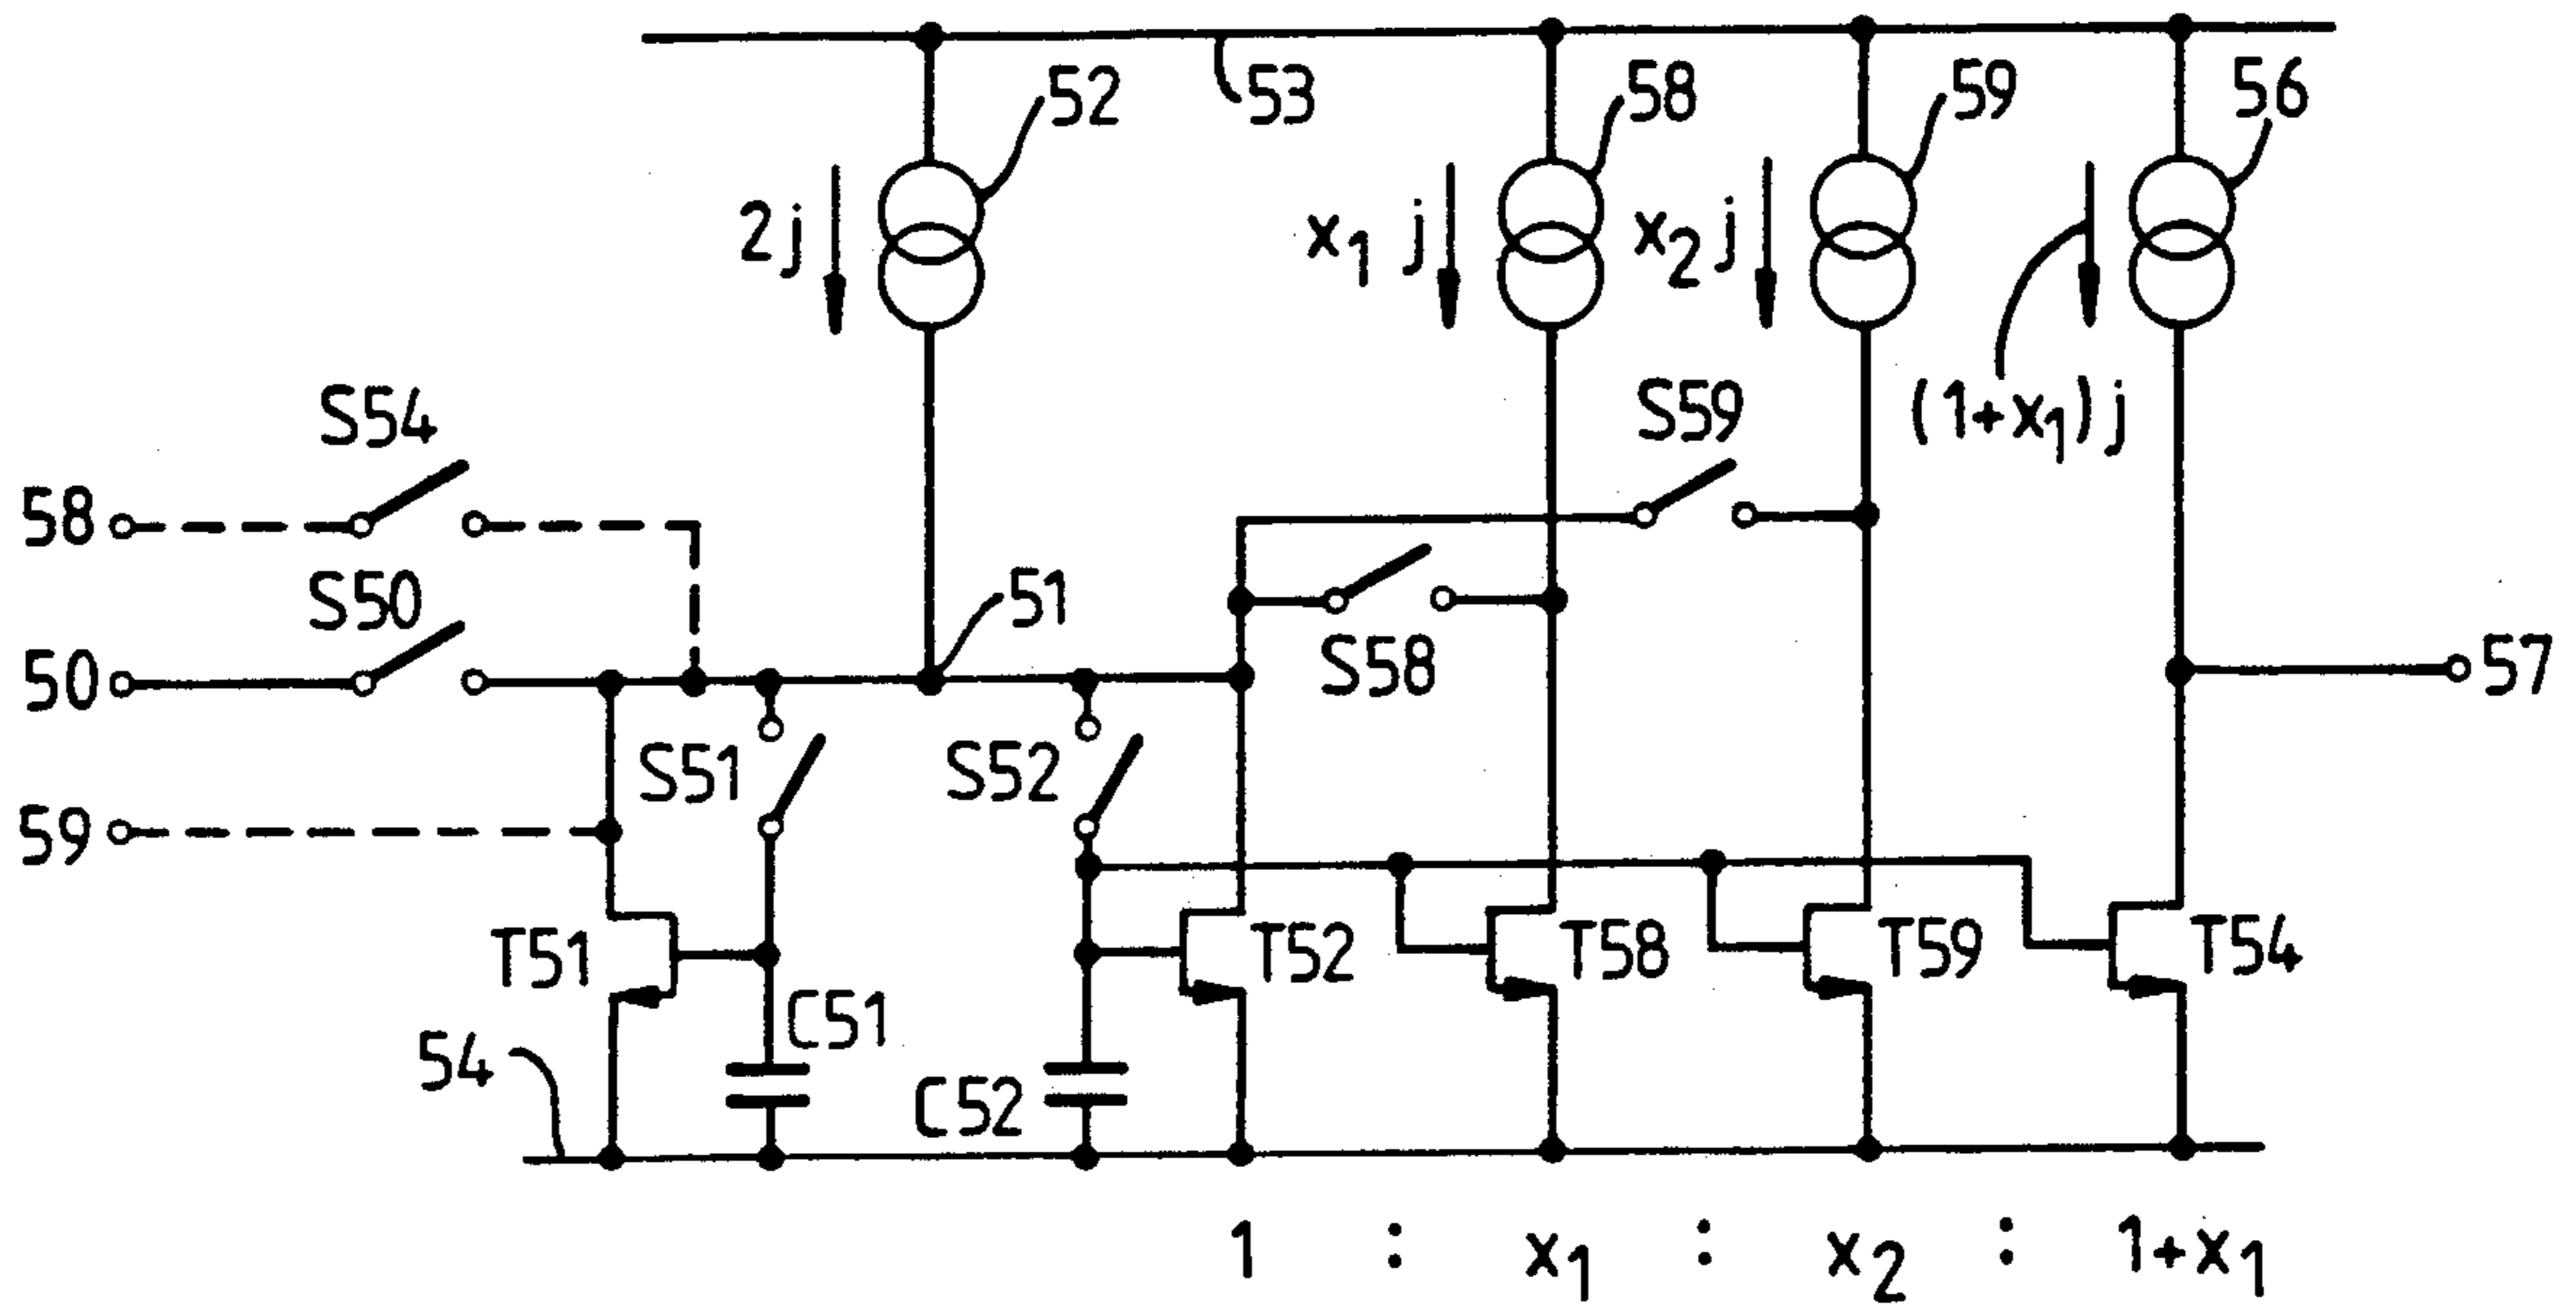 52
53
58
59
56
2j
x1 j
x2 j
(1+x1)j
S54
S59
58
S50
51
S58
50
57
S51
S52
59
T51
T52
T58
T59
T54
C51
54
C52
1 : x1 : x2 : 1+x1